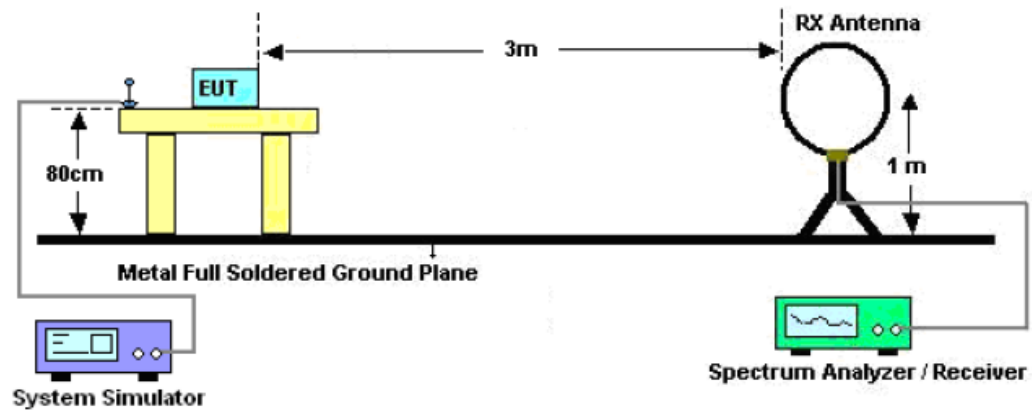 RX Antenna
3m
EUT
80cm
1 m
Metal Full Soldered Ground Plane
System Simulator
Spectrum Analyzer / Receiver